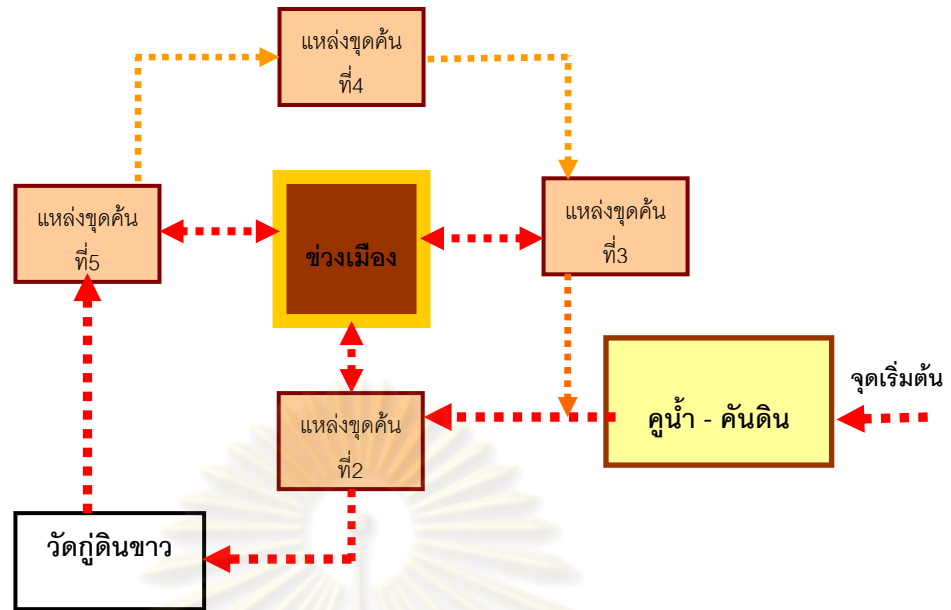 แหล่งขุดค้น
ที่4
แหล่งขุดค้น
ที่5
ข่วงเมือง
แหล่งขุดค้น
ที่3
จุดเริ่มต้น
คูน้ำ - คันดิน
แหล่งขุดค้น
ที่2
วัดกู่ดินขาว